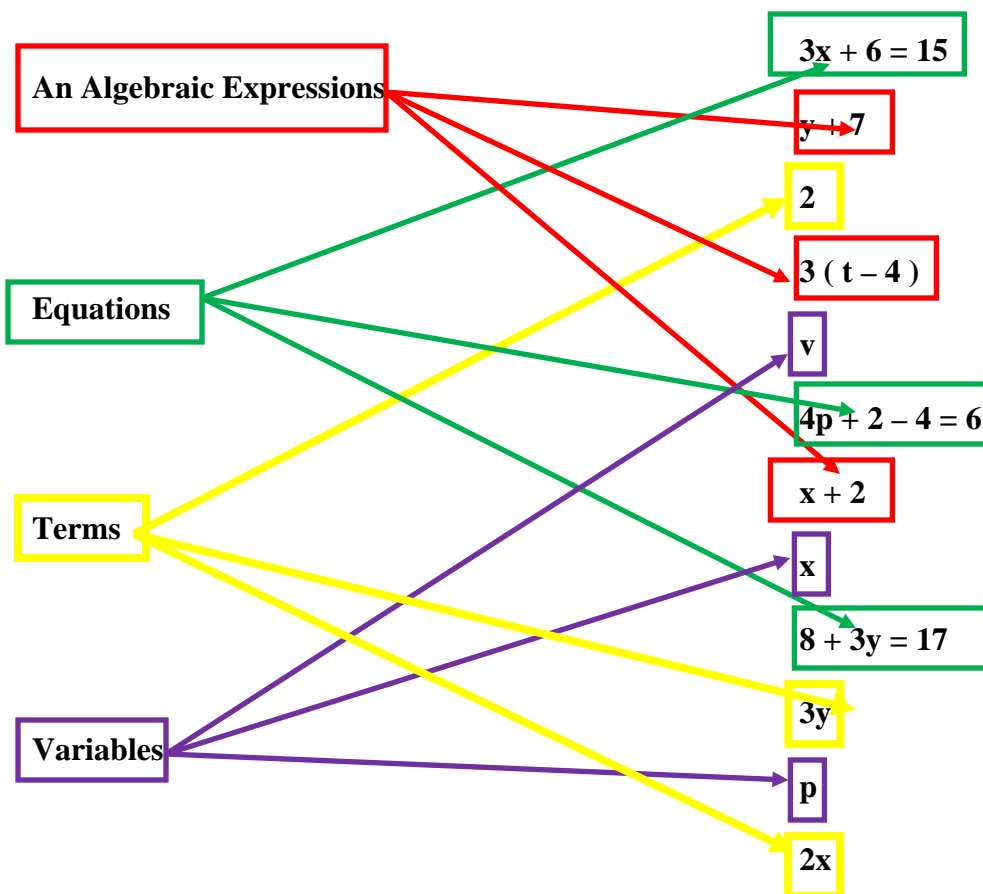 An Algebraic Expressions
Equations
Terms
Variables
3x + 6 = 15
y + 7
2
3 ( t – 4 )
v
4p + 2 – 4 = 6
x + 2
x
8 + 3y = 17
3y
p
2x